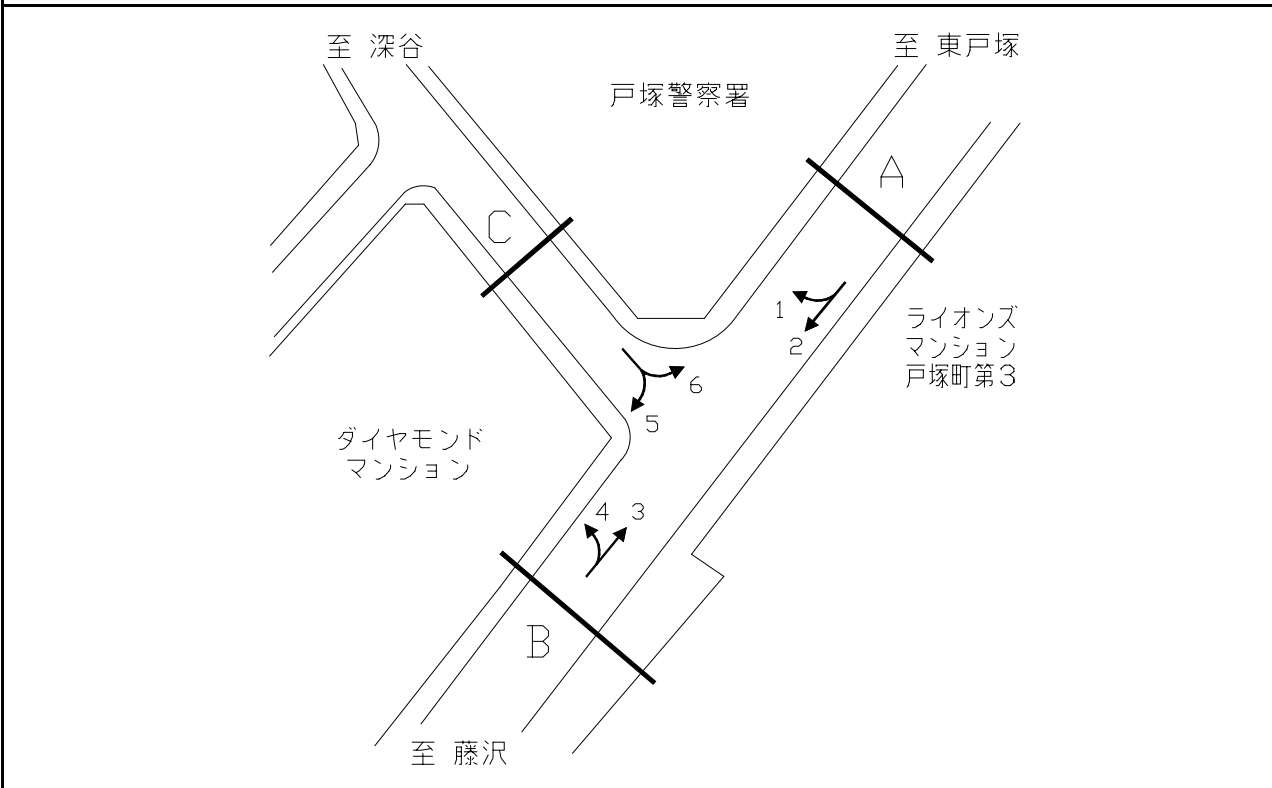 至 深谷
至 東戸塚
戸塚警察署
A
C
1
2
ライオンズ
マンション
戸塚町第3
6
5
ダイヤモンド
マンション
4 3
B
至 藤沢